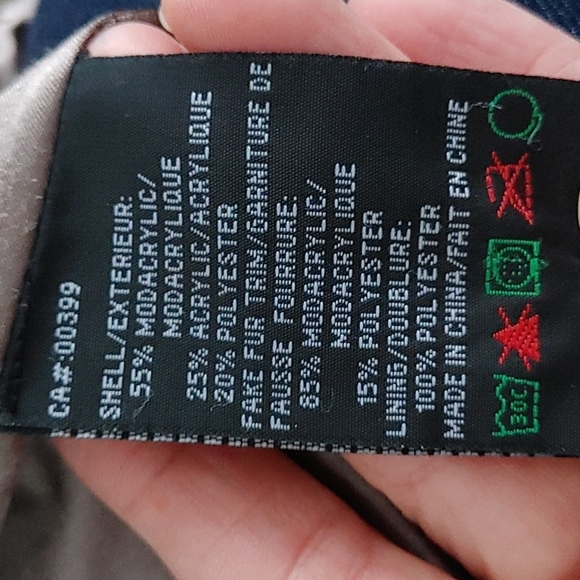 CA#:00399
SHELL/EXTERIEUR:
55% MODACRYLIC/
MODACRYLIQUE
25% ACRYLIC/ACRYLIQUE
20% POLYESTER
FAKE FUR TRIM/GARNITURE DE
FAUSSE FOURRURE:
85% MODACRYLIC/
MODACRYLIQUE
15% POLYESTER
LINING/DOUBLURE:
100% POLYESTER
MADE IN CHINA/FAIT EN CHINE
30C